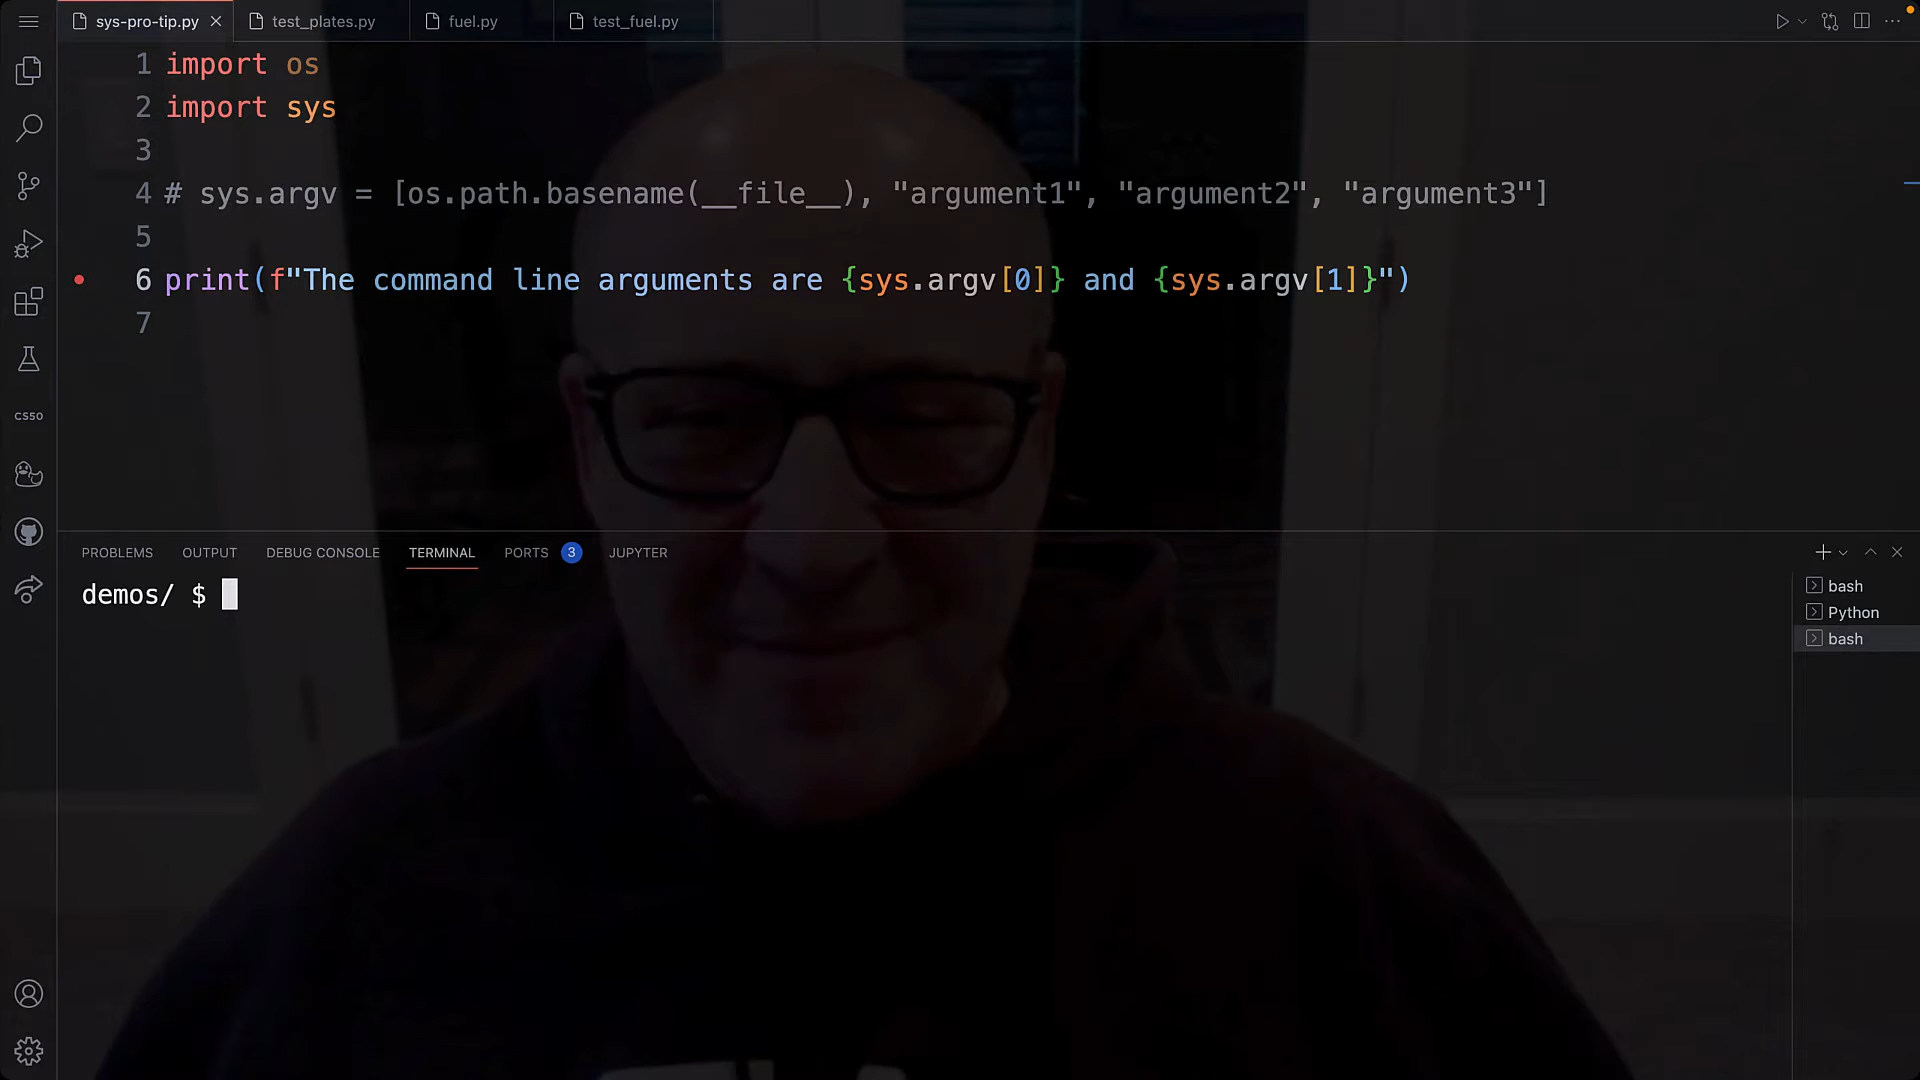 sys-pro-tip.py test_plates.py fuel.py test_fuel.py
1 import os
2 import sys
3
4 # sys.argv = [os.path.basename(__file__), "argument1", "argument2", "argument3"]
5
6 print(f"The command line arguments are {sys.argv[0]} and {sys.argv[1]}")
7
CS50
PROBLEMS OUTPUT DEBUG CONSOLE TERMINAL PORTS 3 JUPYTER
demos/ $
bash
Python
bash